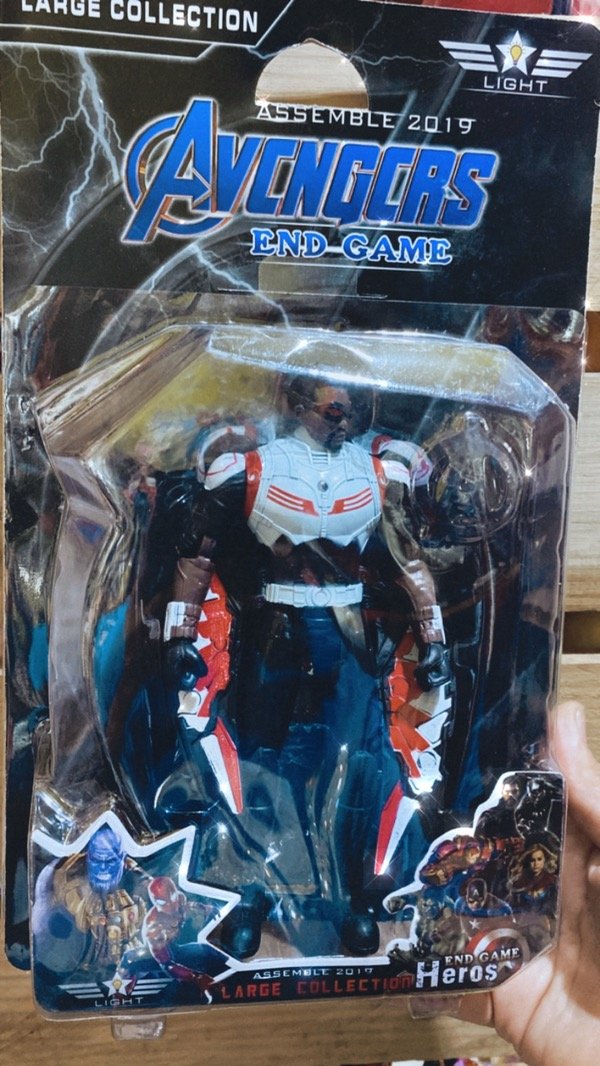 LARGE COLLECTION
LIGHT
ASSEMBLE 2019
AVENGERS
END GAME
ASSEMBLE 2019
LARGE COLLECTION
END GAME
Heros
LIGHT